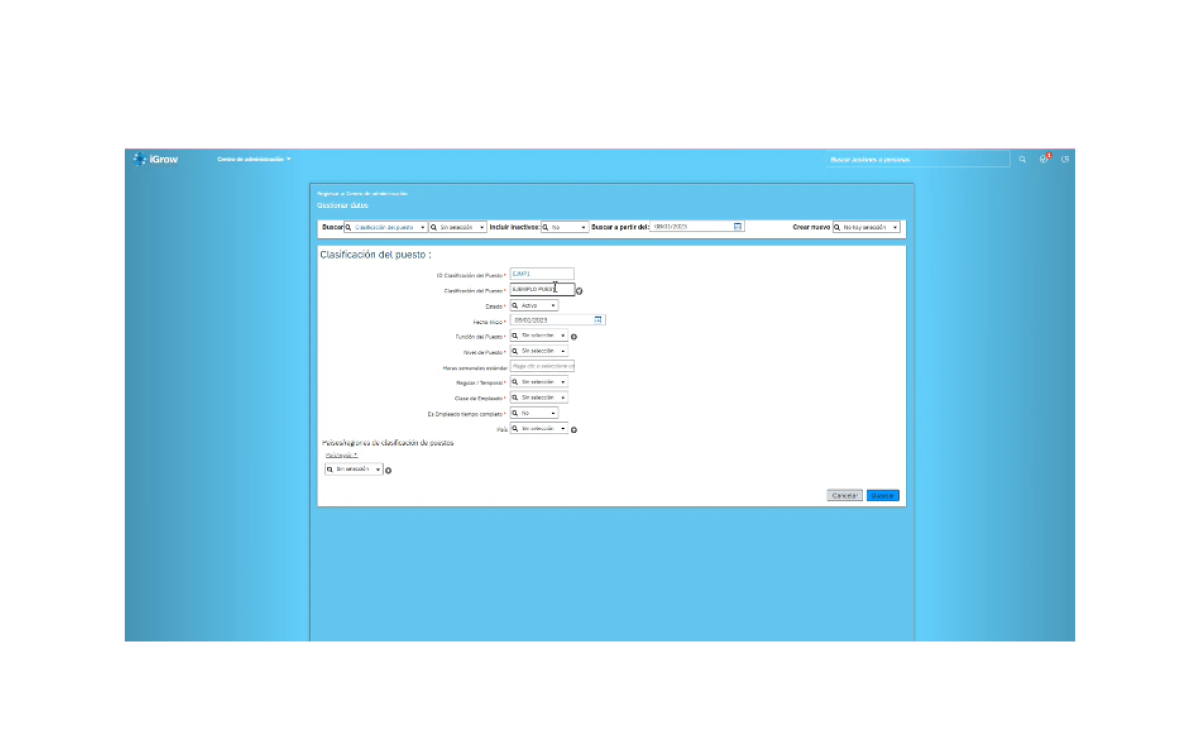 iGrow Centro de administración Buscar acciones o personas
Regresar a Centro de administración
Gestionar datos
Buscar Clasificación del puesto Sin selección Incluir inactivos: No Buscar a partir del: 09/01/2023 Crear nuevo No hay selección
Clasificación del puesto :
ID Clasificación del Puesto * EJMP1
Clasificación del Puesto * EJEMPLO PUEST
Estado * Activo
Fecha Inicio * 09/01/2023
Función del Puesto * Sin selección
Nivel de Puesto * Sin selección
Horas semanales estándar Haga clic o seleccione
Regular / Temporal * Sin selección
Clase de Empleado * Sin selección
Es Empleado tiempo completo * No
País Sin selección
Países/regiones de clasificación de puestos
País/región *
Sin selección
Cancelar Guardar